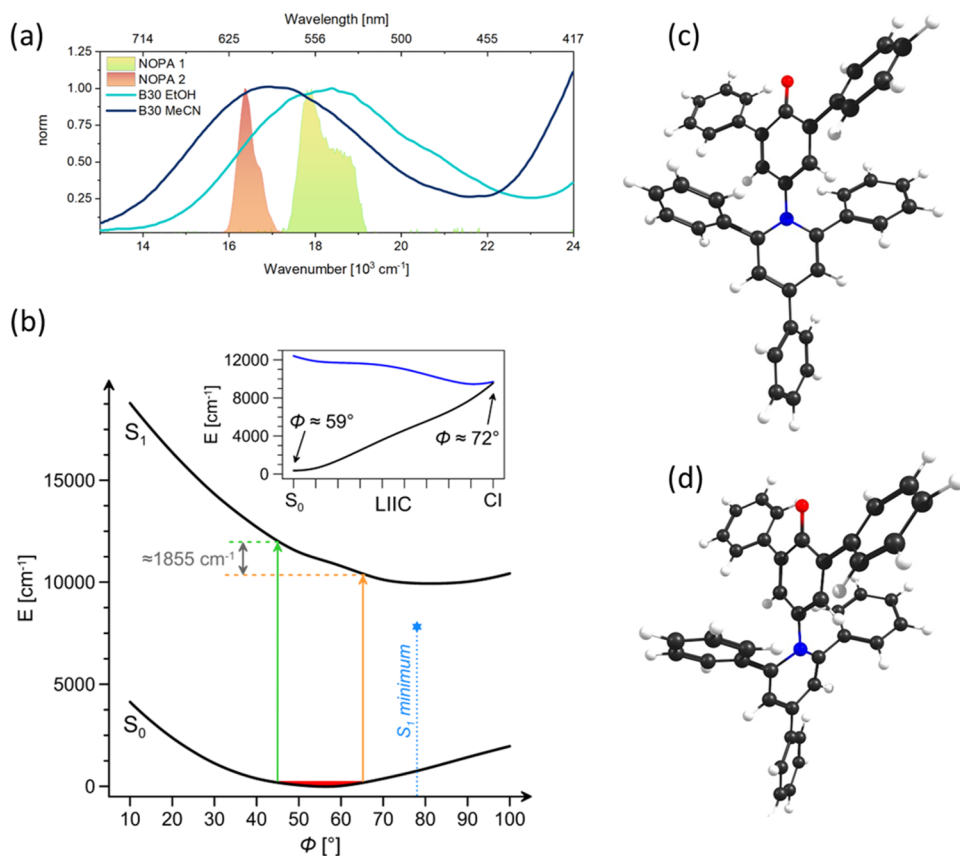 (a)
Wavelength [nm]
714 625 556 500 455 417
1.25
1.00
0.75
0.50
0.25
norm
NOPA 1
NOPA 2
B30 EtOH
B30 MeCN
14 16 18 20 22 24
Wavenumber [10³ cm⁻¹]
(b)
12000
8000
4000
0
E [cm⁻¹]
Φ ≈ 59°
Φ ≈ 72°
S₀ LIIC CI
S₁
≈1855 cm⁻¹
S₁ minimum
S₀
15000
10000
5000
0
E [cm⁻¹]
10 20 30 40 50 60 70 80 90 100
Φ [°]
(c)
(d)